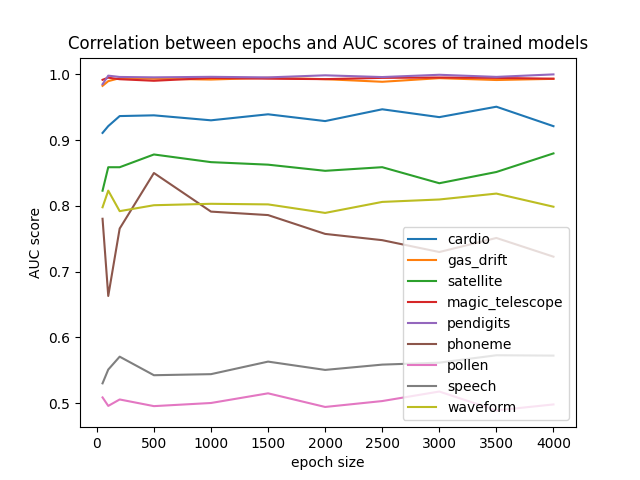 Correlation between epochs and AUC scores of trained models
1.0
0.9
0.8
0.7
0.6
0.5
AUC score
0
500
1000
1500
2000
2500
3000
3500
4000
epoch size
cardio
gas_drift
satellite
magic_telescope
pendigits
phoneme
pollen
speech
waveform